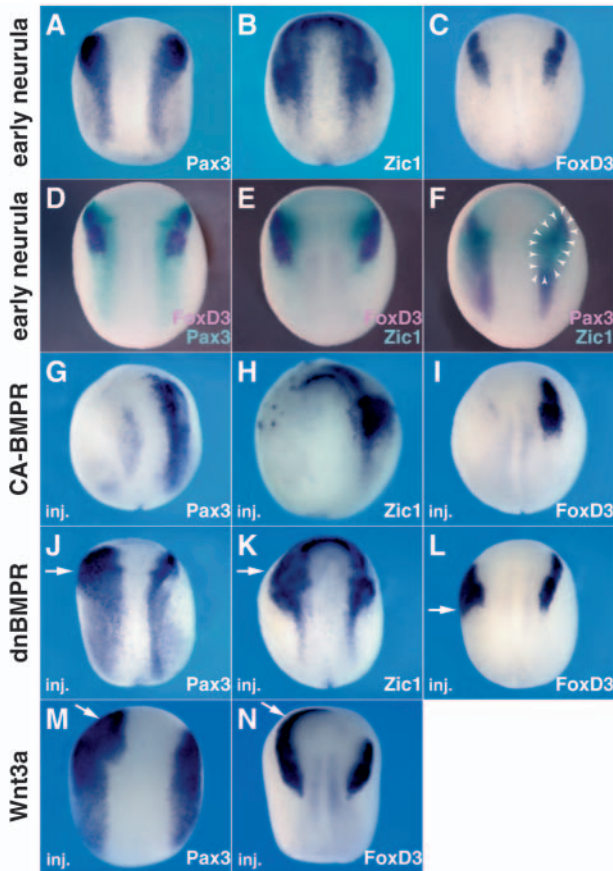 early neurula
A
Pax3
B
Zic1
C
FoxD3
early neurula
D
FoxD3
Pax3
E
FoxD3
Zic1
F
Pax3
Zic1
CA-BMPR
G
inj.
Pax3
H
inj.
Zic1
I
inj.
FoxD3
dnBMPR
J
inj.
Pax3
K
inj.
Zic1
L
inj.
FoxD3
Wnt3a
M
inj.
Pax3
N
inj.
FoxD3